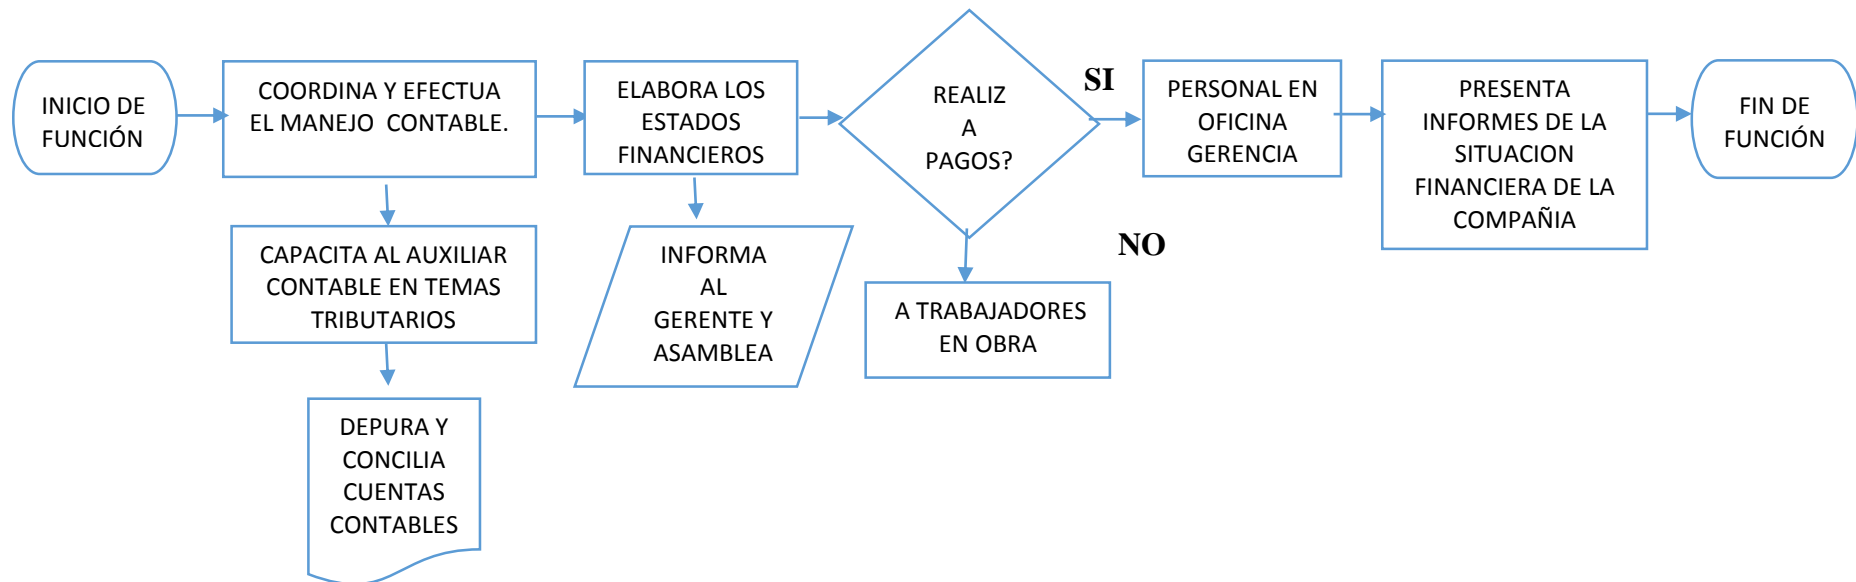 INICIO DE
FUNCIÓN
COORDINA Y EFECTUA
EL MANEJO CONTABLE.
ELABORA LOS
ESTADOS
FINANCIEROS
REALIZ
A
PAGOS?
SI
PERSONAL EN
OFICINA
GERENCIA
PRESENTA
INFORMES DE LA
SITUACION
FINANCIERA DE LA
COMPAÑIA
FIN DE
FUNCIÓN
CAPACITA AL AUXILIAR
CONTABLE EN TEMAS
TRIBUTARIOS
INFORMA
AL
GERENTE Y
ASAMBLEA
NO
A TRABAJADORES
EN OBRA
DEPURA Y
CONCILIA
CUENTAS
CONTABLES